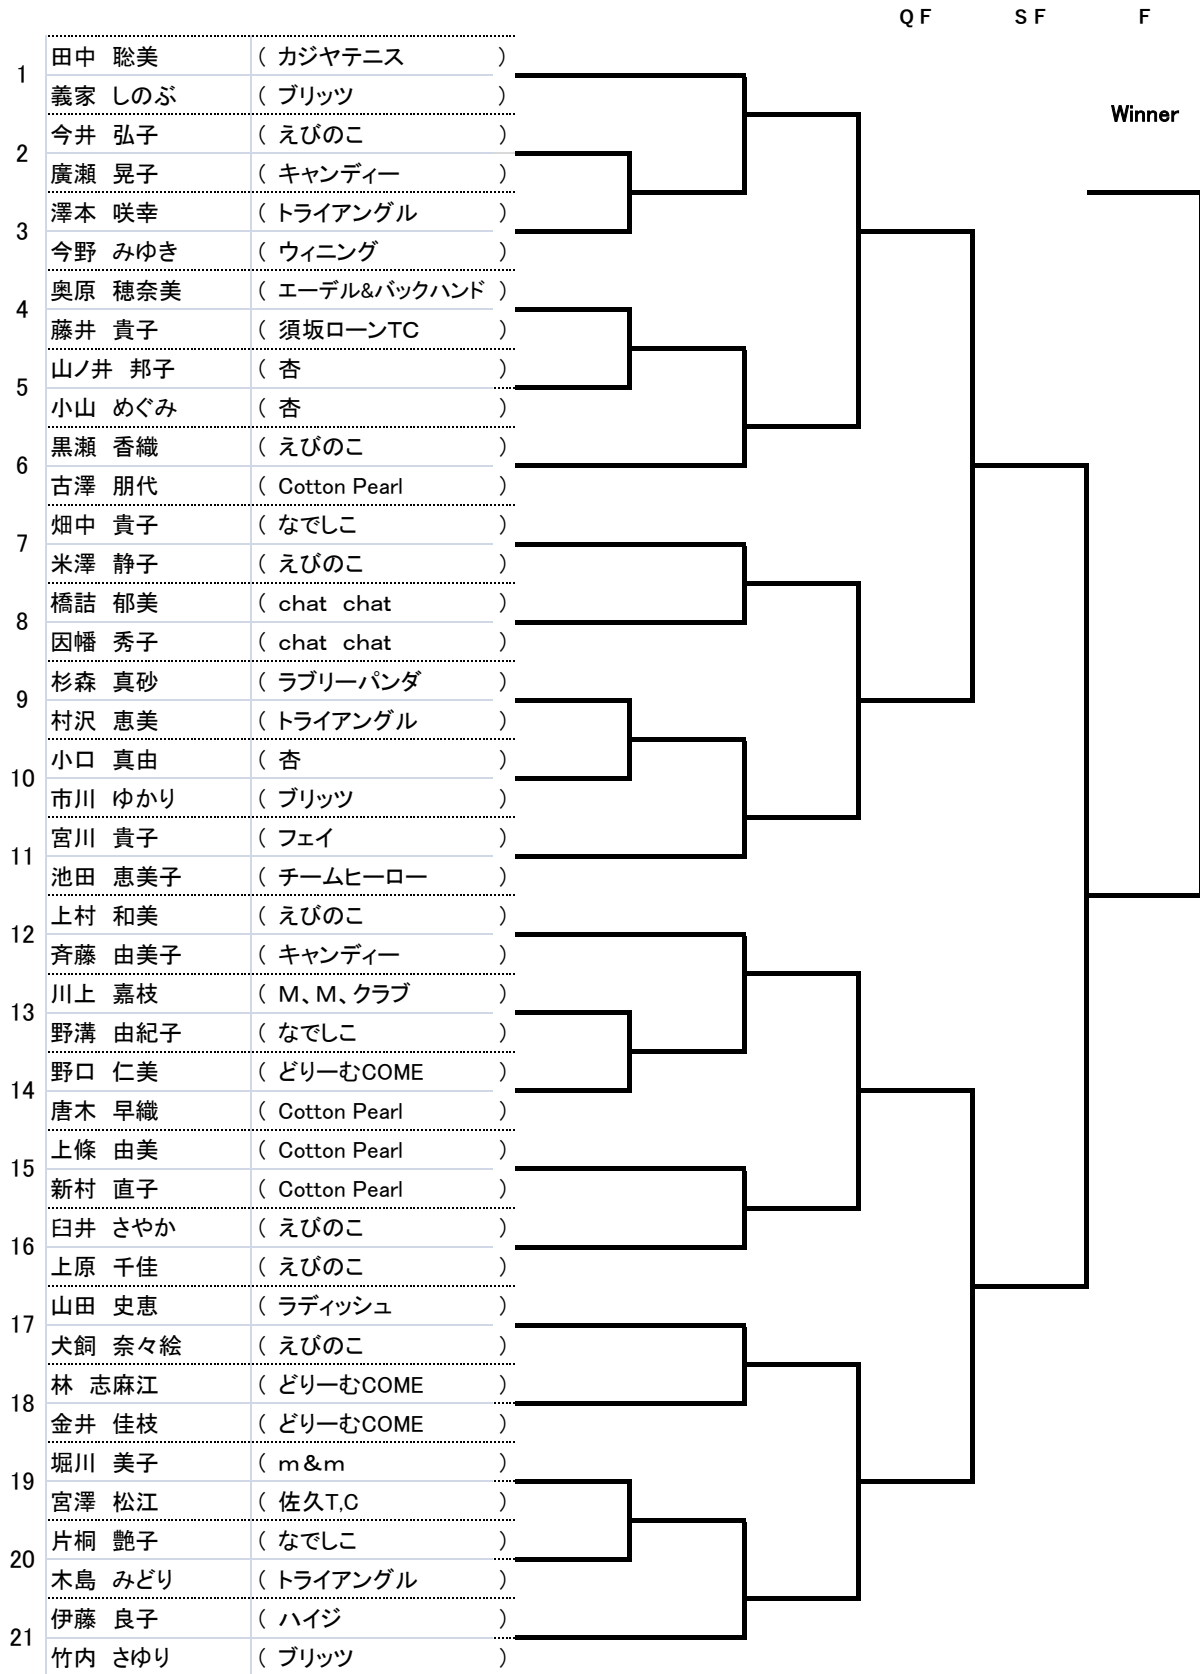 Q F S F F
Winner
1
田中 聡美 ( カジヤテニス )
義家 しのぶ ( ブリッツ )
2
今井 弘子 ( えびのこ )
廣瀬 晃子 ( キャンディー )
3
澤本 咲幸 ( トライアングル )
今野 みゆき ( ウィニング )
4
奥原 穂奈美 ( エーデル&バックハンド )
藤井 貴子 ( 須坂ローンTC )
5
山ノ井 邦子 ( 杏 )
小山 めぐみ ( 杏 )
6
黒瀬 香織 ( えびのこ )
古澤 朋代 ( Cotton Pearl )
7
畑中 貴子 ( なでしこ )
米澤 静子 ( えびのこ )
8
橋詰 郁美 ( chat chat )
因幡 秀子 ( chat chat )
9
杉森 真砂 ( ラブリーパンダ )
村沢 恵美 ( トライアングル )
10
小口 真由 ( 杏 )
市川 ゆかり ( ブリッツ )
11
宮川 貴子 ( フェイ )
池田 恵美子 ( チームヒーロー )
12
上村 和美 ( えびのこ )
斉藤 由美子 ( キャンディー )
13
川上 嘉枝 ( M、M、クラブ )
野溝 由紀子 ( なでしこ )
14
野口 仁美 ( どりーむCOME )
唐木 早織 ( Cotton Pearl )
15
上條 由美 ( Cotton Pearl )
新村 直子 ( Cotton Pearl )
16
臼井 さやか ( えびのこ )
上原 千佳 ( えびのこ )
17
山田 史恵 ( ラディッシュ )
犬飼 奈々絵 ( えびのこ )
18
林 志麻江 ( どりーむCOME )
金井 佳枝 ( どりーむCOME )
19
堀川 美子 ( m&m )
宮澤 松江 ( 佐久T,C )
20
片桐 艶子 ( なでしこ )
木島 みどり ( トライアングル )
21
伊藤 良子 ( ハイジ )
竹内 さゆり ( ブリッツ )